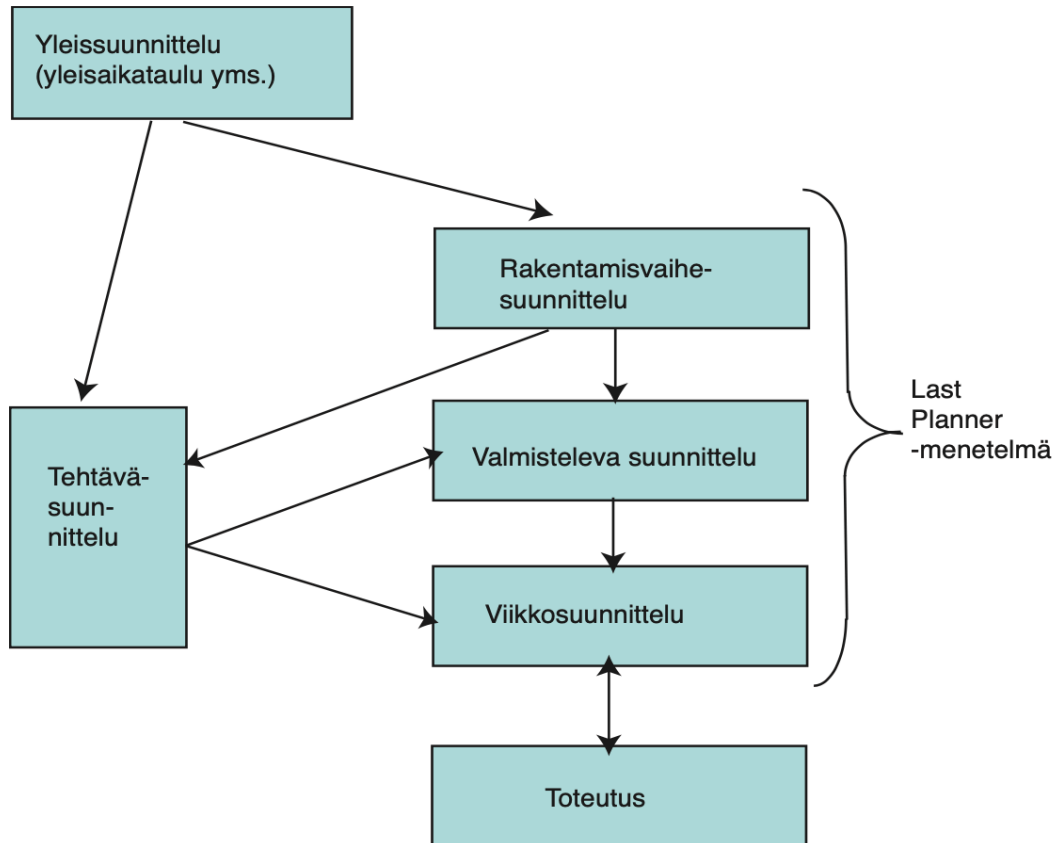 Yleissuunnittelu
(yleisaikataulu yms.)
Rakentamisvaihe-
suunnittelu
Tehtävä-
suun-
nittelu
Valmisteleva suunnittelu
Viikkosuunnittelu
Last
Planner
-menetelmä
Toteutus